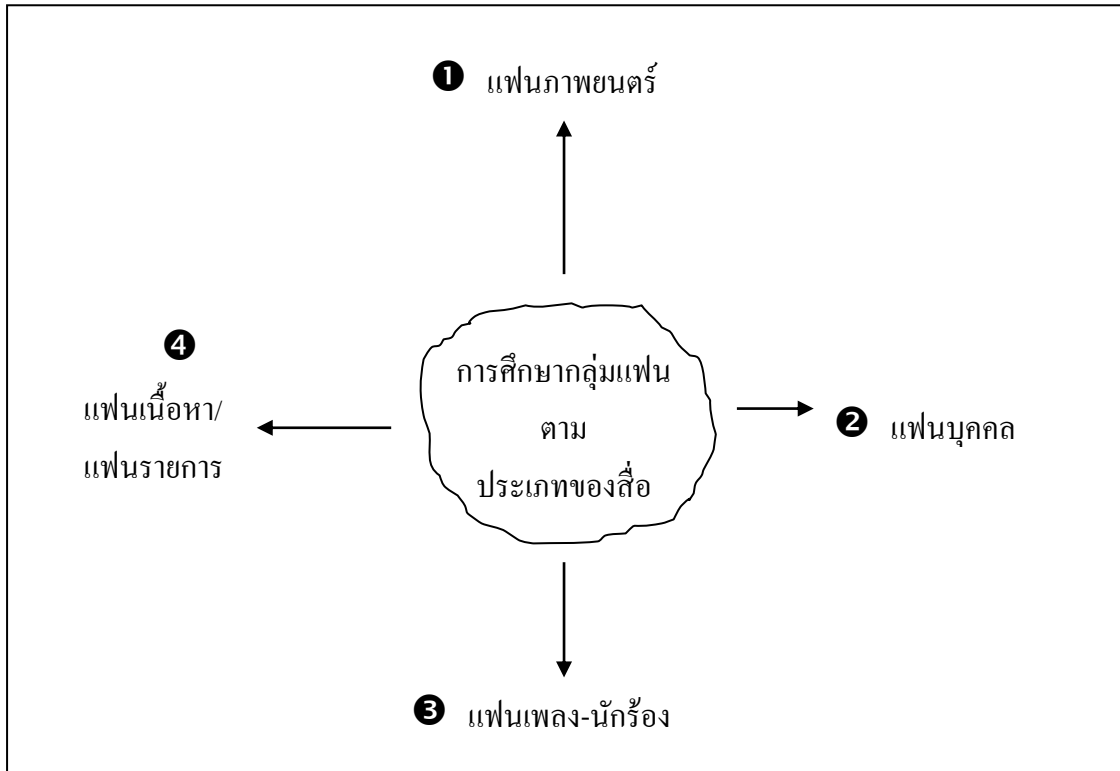 ❶ แฟนภาพยนตร์
❹
แฟนเนื้อหา/
แฟนรายการ
การศึกษากลุ่มแฟน
ตาม
ประเภทของสื่อ
❷ แฟนบุคคล
❸ แฟนเพลง-นักร้อง